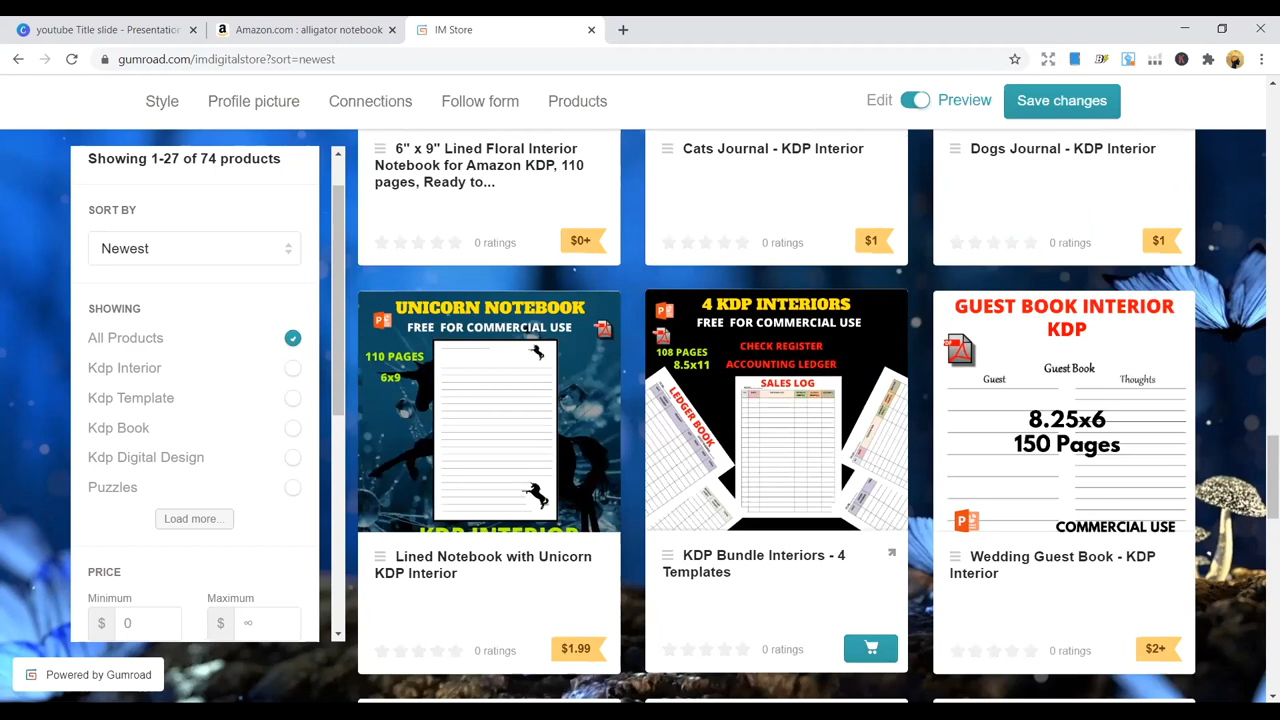 youtube Title slide - Presentation
Amazon.com : alligator notebook
IM Store
gumroad.com/imdigitalstore?sort=newest
Style
Profile picture
Connections
Follow form
Products
Edit
Preview
Save changes
Showing 1-27 of 74 products
SORT BY
Newest
SHOWING
All Products
Kdp Interior
Kdp Template
Kdp Book
Kdp Digital Design
Puzzles
Load more...
PRICE
Minimum
Maximum
$ 0
$ ∞
Powered by Gumroad
6" x 9" Lined Floral Interior
Notebook for Amazon KDP, 110
pages, Ready to...
0 ratings
$0+
Cats Journal - KDP Interior
0 ratings
$1
Dogs Journal - KDP Interior
0 ratings
$1
UNICORN NOTEBOOK
FREE FOR COMMERCIAL USE
110 PAGES
6x9
KDP INTERIOR
Lined Notebook with Unicorn
KDP Interior
0 ratings
$1.99
4 KDP INTERIORS
FREE FOR COMMERCIAL USE
CHECK REGISTER
108 PAGES
8.5x11
ACCOUNTING LEDGER
SALES LOG
LEDGER BOOK
KDP Bundle Interiors - 4
Templates
0 ratings
GUEST BOOK INTERIOR
KDP
Guest Book
Guest
Thoughts
8.25x6
150 Pages
COMMERCIAL USE
Wedding Guest Book - KDP
Interior
0 ratings
$2+